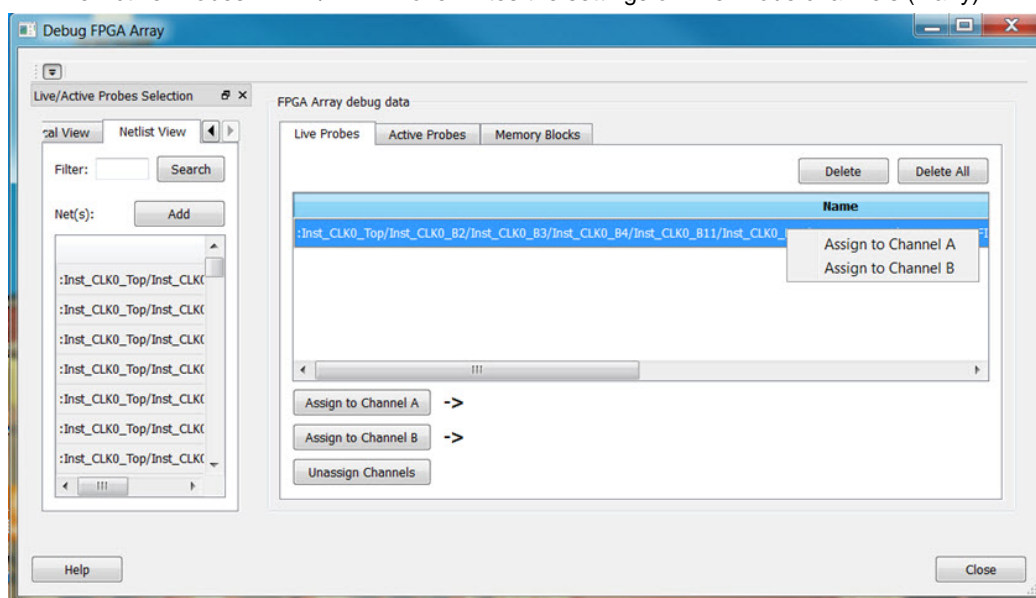 Debug FPGA Array
Live/Active Probes Selection
FPGA Array debug data
cal View Netlist View
Live Probes Active Probes Memory Blocks
Filter: Search
Delete Delete All
Net(s): Add
Name
:Inst_CLK0_Top/Inst_CLK0_B2/Inst_CLK0_B3/Inst_CLK0_B4/Inst_CLK0_B11/Inst_CLK0_
Assign to Channel A
Assign to Channel B
:Inst_CLK0_Top/Inst_CLK(
:Inst_CLK0_Top/Inst_CLK(
:Inst_CLK0_Top/Inst_CLK(
:Inst_CLK0_Top/Inst_CLK(
:Inst_CLK0_Top/Inst_CLK(
:Inst_CLK0_Top/Inst_CLK(
:Inst_CLK0_Top/Inst_CLK(
Assign to Channel A ->
Assign to Channel B ->
Unassign Channels
Help
Close